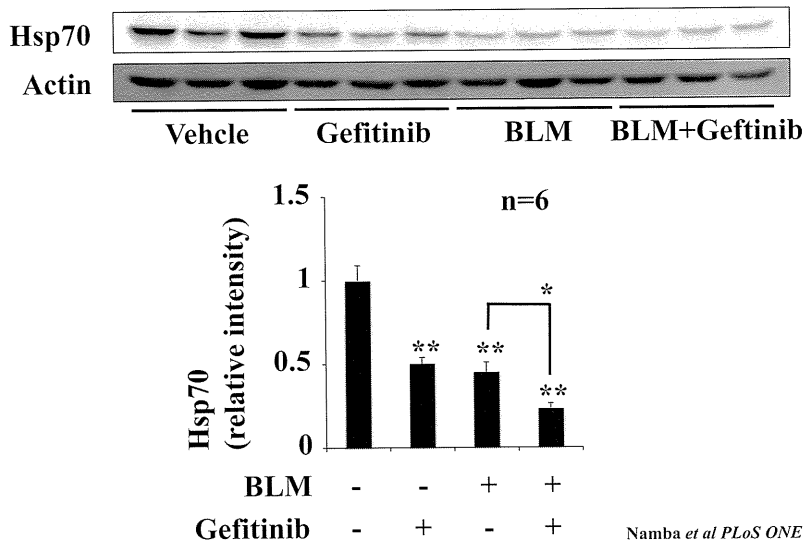 Hsp70
Actin
Vehcle Gefitinib BLM BLM+Geftinib
n=6
Hsp70
(relative intensity)
1.5
1
0.5
0
*
** **
**
BLM - - + +
Gefitinib - + - +
Namba et al PLoS ONE